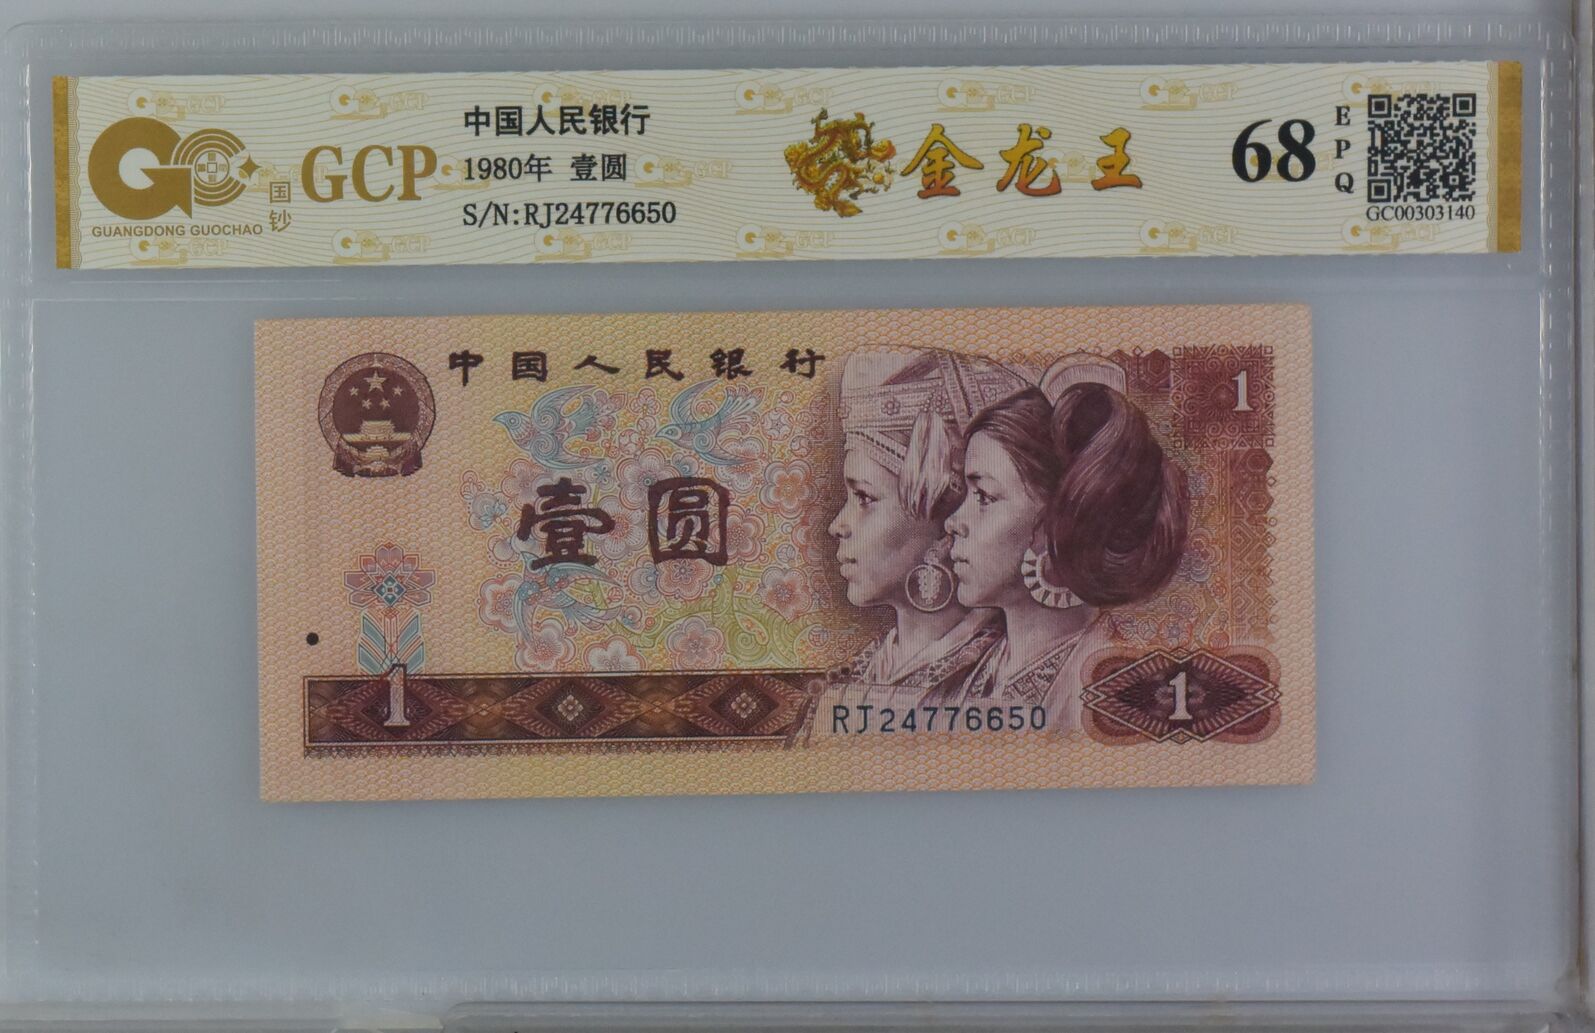 GCP
国钞
GUANGDONG GUOCHAO
中国人民银行
1980年 壹圆
S/N:RJ24776650
金龙王
68
EPQ
GC00303140
中国人民银行
1
壹圆
1
RJ24776650
1